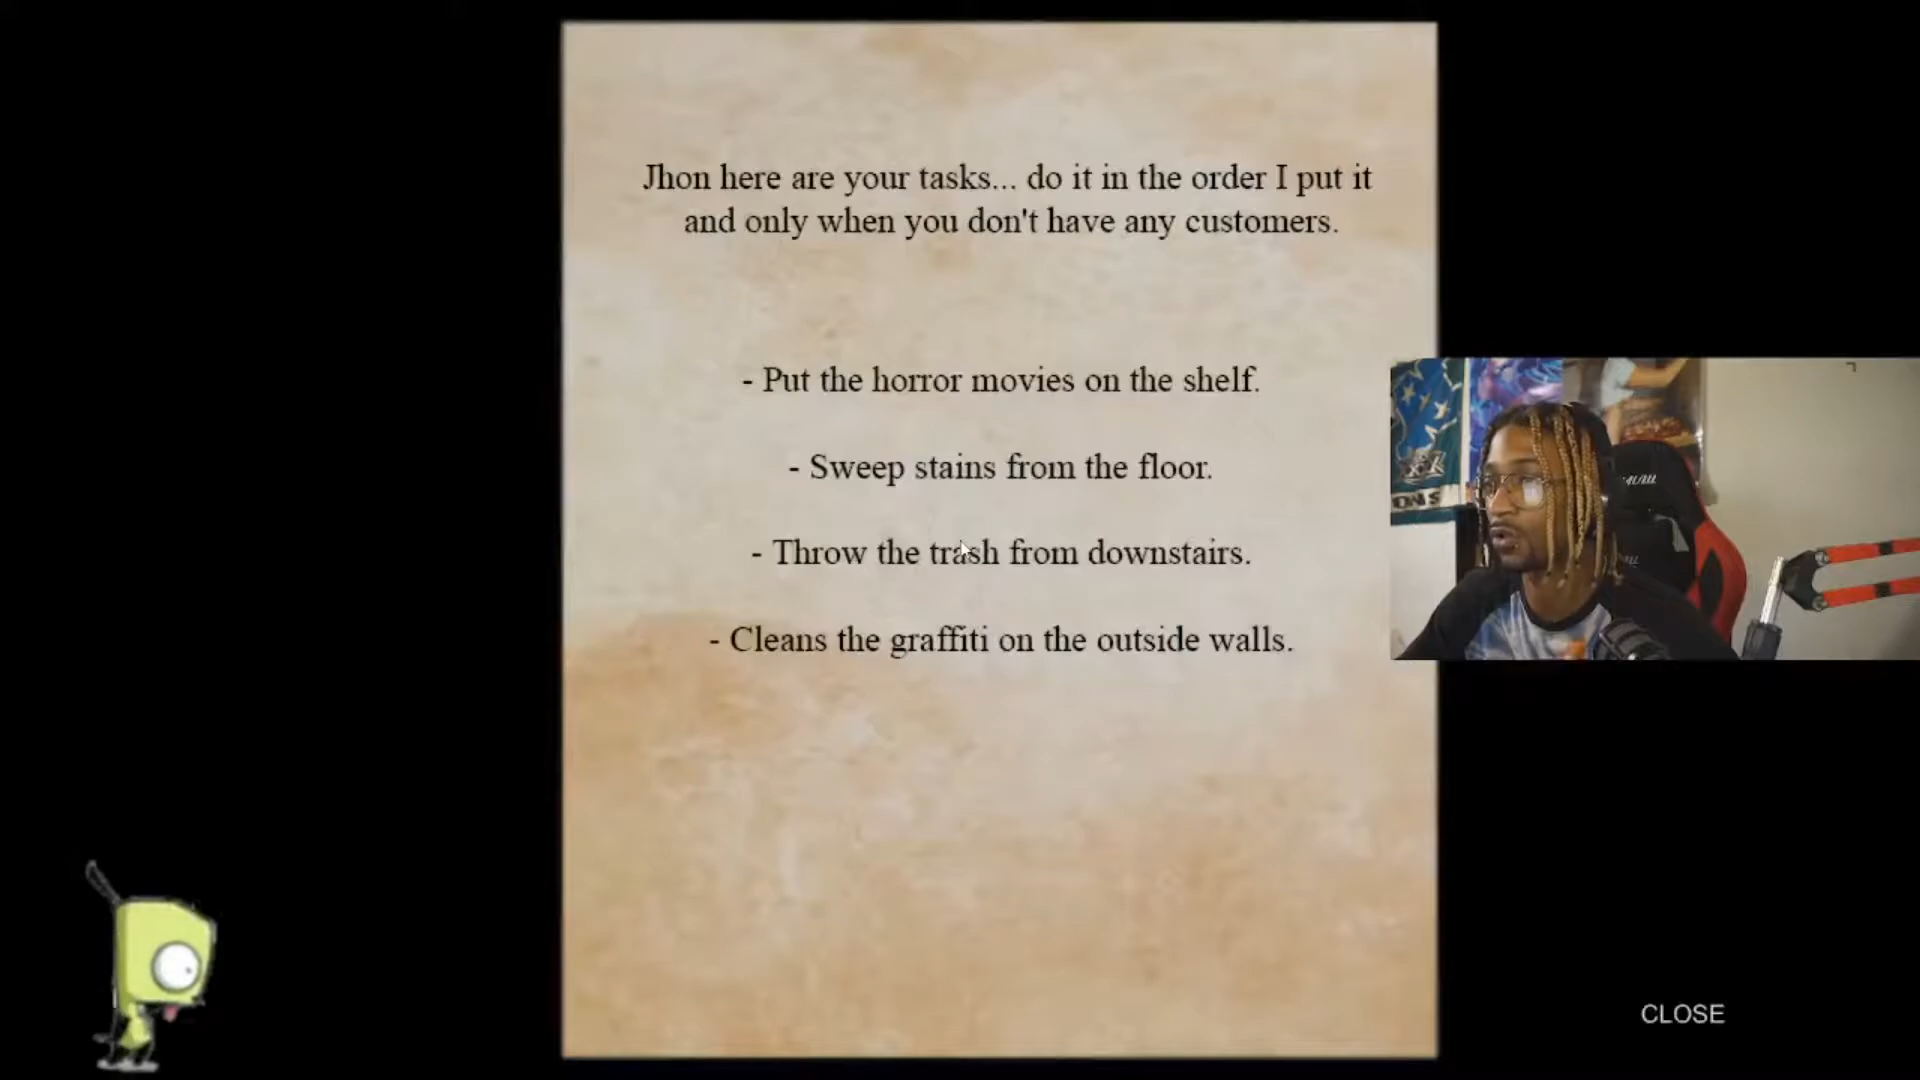 Jhon here are your tasks... do it in the order I put it
and only when you don't have any customers.
- Put the horror movies on the shelf.
- Sweep stains from the floor.
- Throw the trash from downstairs.
- Cleans the graffiti on the outside walls.
CLOSE